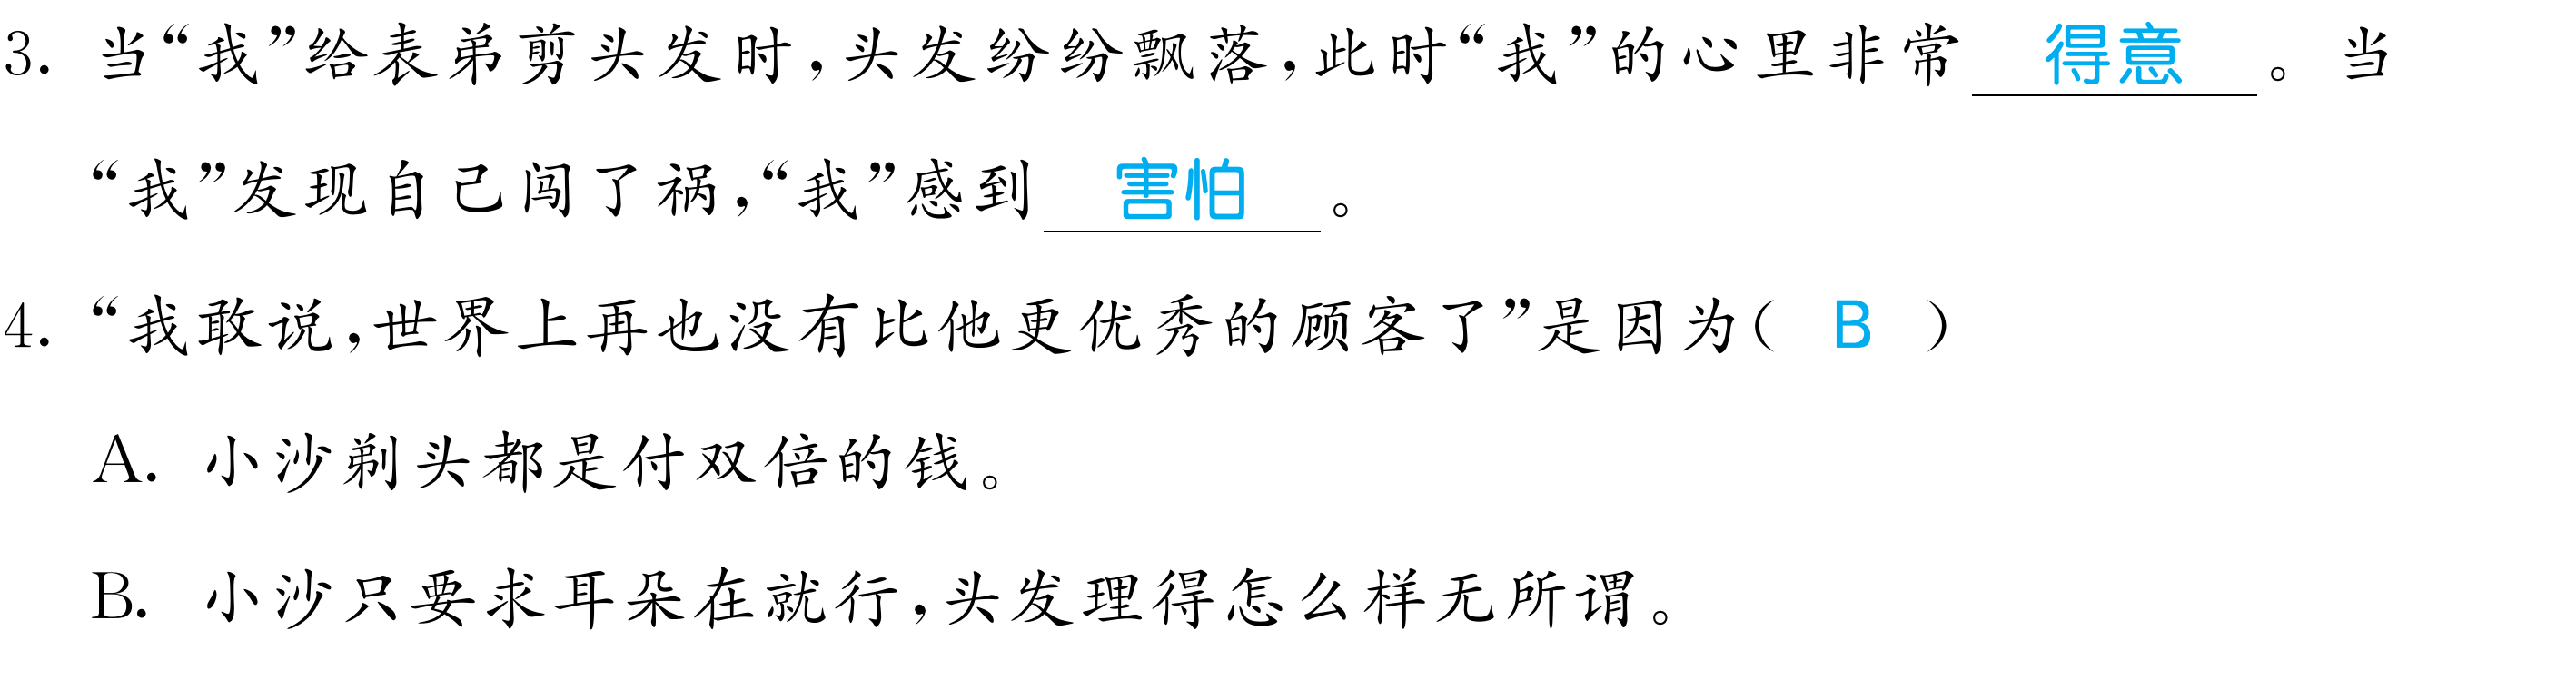 3. 当“我”给表弟剪头发时,头发纷纷飘落,此时“我”的心里非常 得意 。当
“我”发现自己闯了祸,“我”感到 害怕 。
4. “我敢说,世界上再也没有比他更优秀的顾客了”是因为( B )
A. 小沙剃头都是付双倍的钱。
B. 小沙只要求耳朵在就行,头发理得怎么样无所谓。